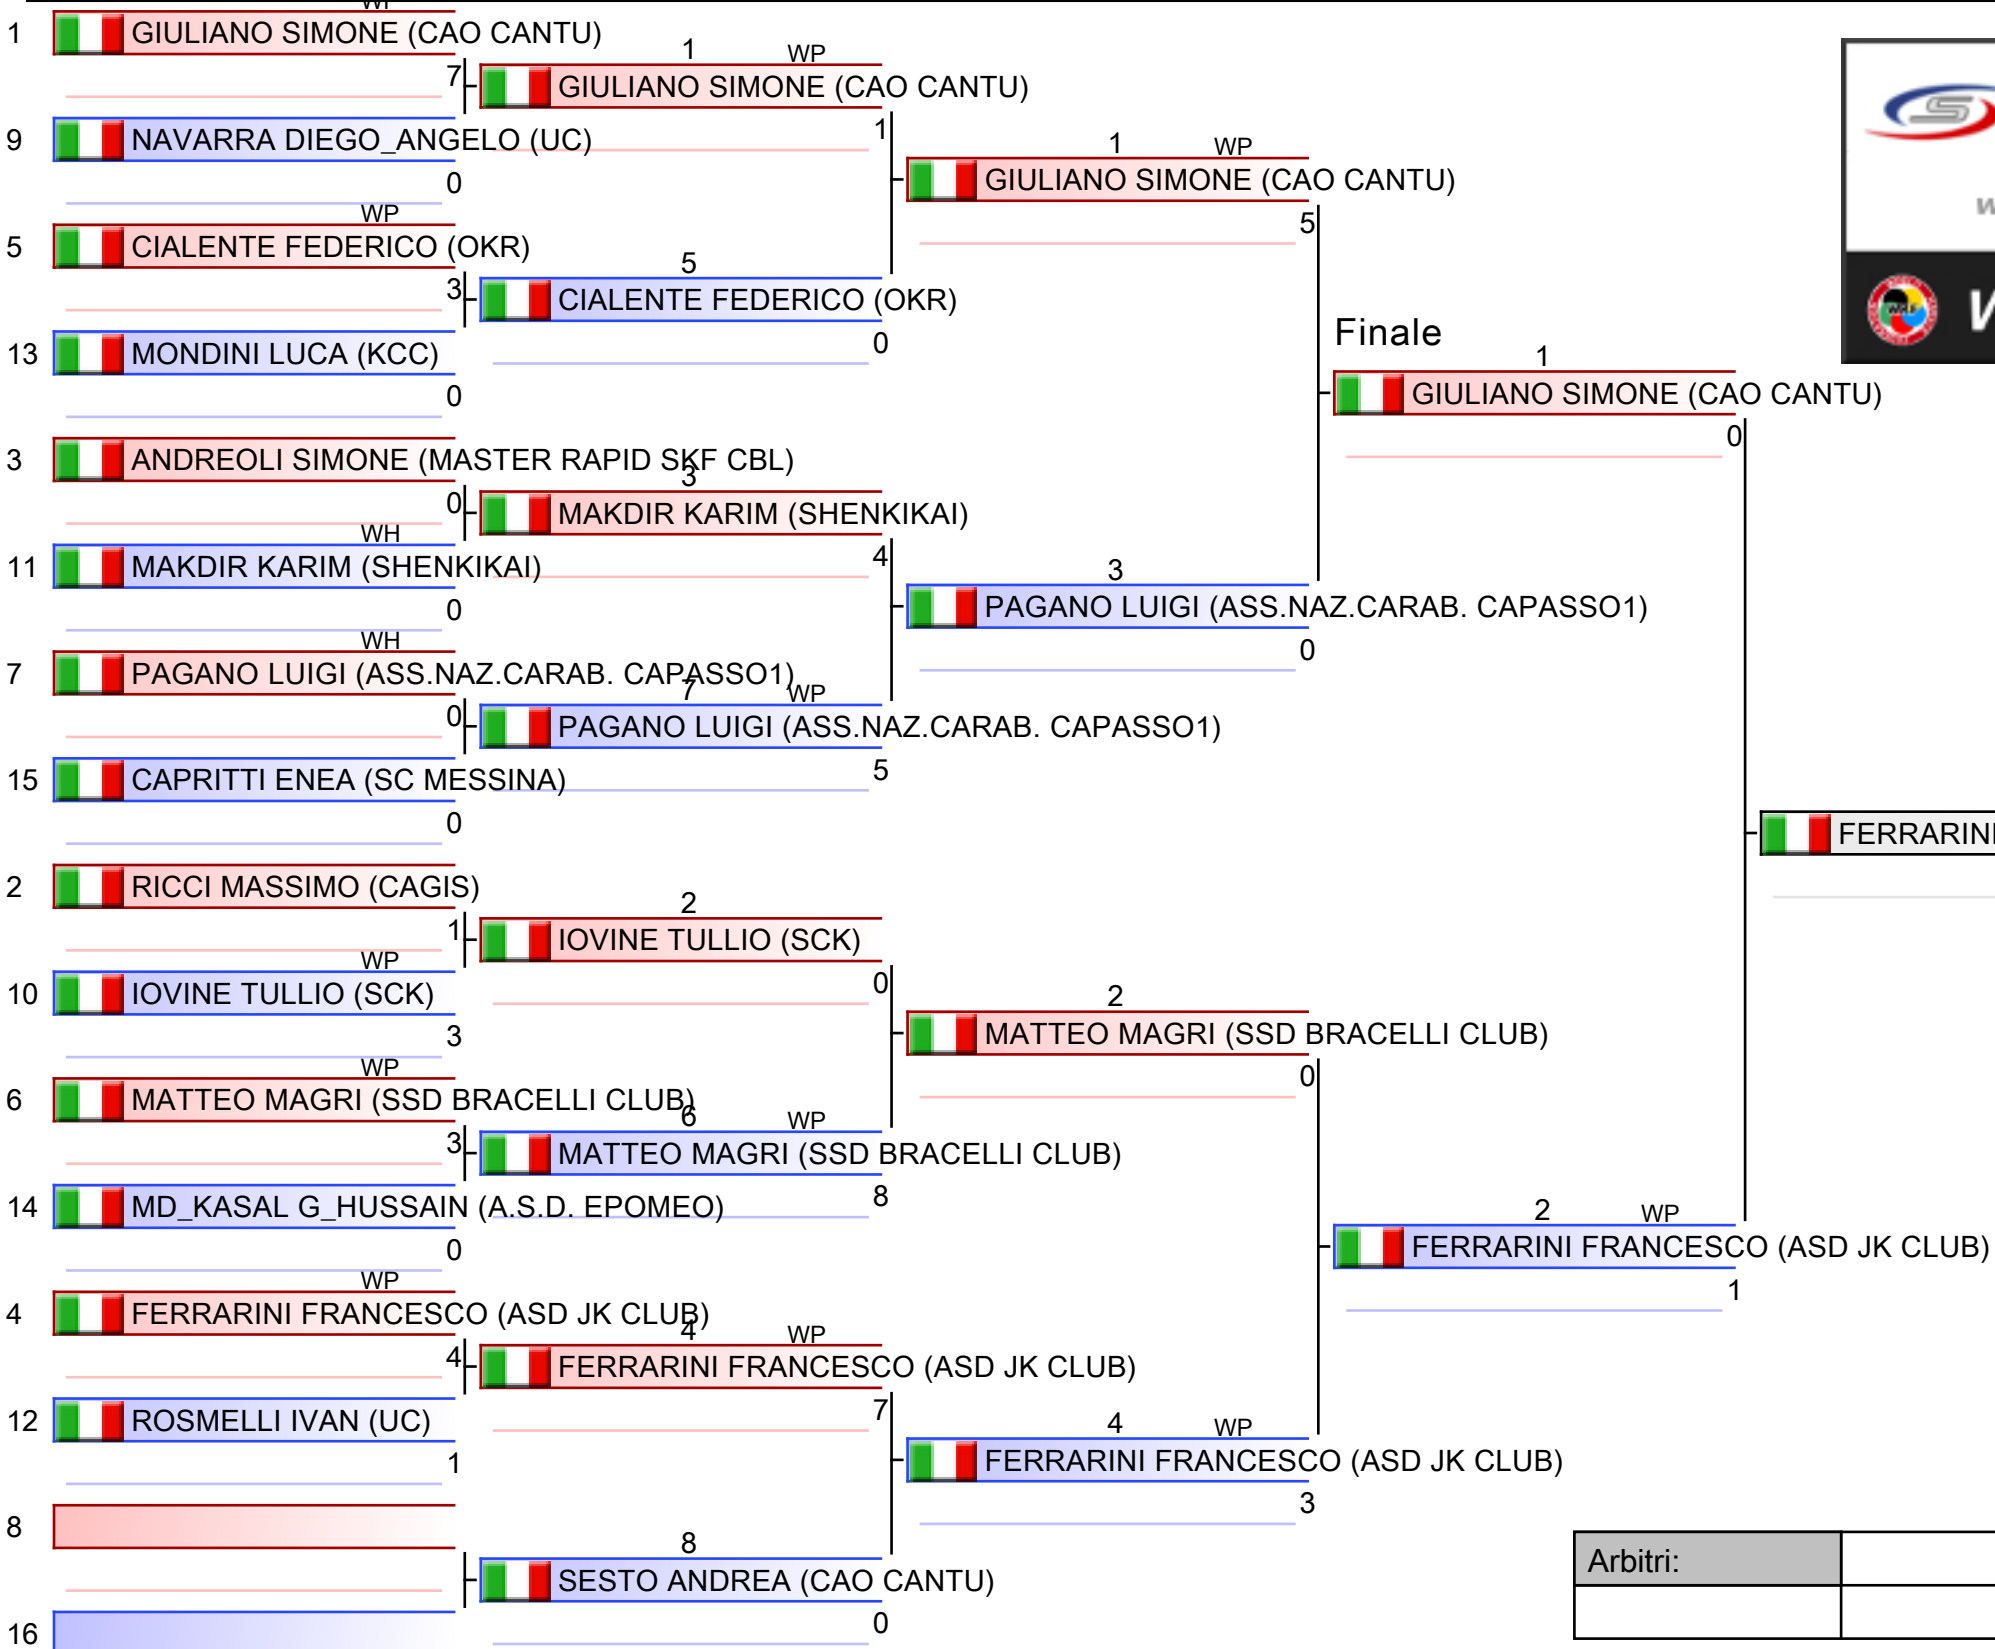 WP
1 GIULIANO SIMONE (CAO CANTU)
7
9 NAVARRA DIEGO_ANGELO (UC)
0
WP
5 CIALENTE FEDERICO (OKR)
3
13 MONDINI LUCA (KCC)
0
3 ANDREOLI SIMONE (MASTER RAPID SKF CBL)
0
WH
11 MAKDIR KARIM (SHENKIKAI)
0
WH
7 PAGANO LUIGI (ASS.NAZ.CARAB. CAPASSO1)
0
15 CAPRITTI ENEA (SC MESSINA)
0
2 RICCI MASSIMO (CAGIS)
1
WP
10 IOVINE TULLIO (SCK)
3
WP
6 MATTEO MAGRI (SSD BRACELLI CLUB)
3
14 MD_KASAL G_HUSSAIN (A.S.D. EPOMEO)
0
WP
4 FERRARINI FRANCESCO (ASD JK CLUB)
4
12 ROSMELLI IVAN (UC)
1
8
16
1 WP
GIULIANO SIMONE (CAO CANTU)
1
5
CIALENTE FEDERICO (OKR)
0
3
MAKDIR KARIM (SHENKIKAI)
4
7 WP
PAGANO LUIGI (ASS.NAZ.CARAB. CAPASSO1)
5
2
IOVINE TULLIO (SCK)
0
6 WP
MATTEO MAGRI (SSD BRACELLI CLUB)
8
4 WP
FERRARINI FRANCESCO (ASD JK CLUB)
7
8
SESTO ANDREA (CAO CANTU)
0
1 WP
GIULIANO SIMONE (CAO CANTU)
5
3
PAGANO LUIGI (ASS.NAZ.CARAB. CAPASSO1)
0
2
MATTEO MAGRI (SSD BRACELLI CLUB)
0
4 WP
FERRARINI FRANCESCO (ASD JK CLUB)
3
Finale
1
GIULIANO SIMONE (CAO CANTU)
0
2 WP
FERRARINI FRANCESCO (ASD JK CLUB)
1
FERRARINI
S
Arbitri: